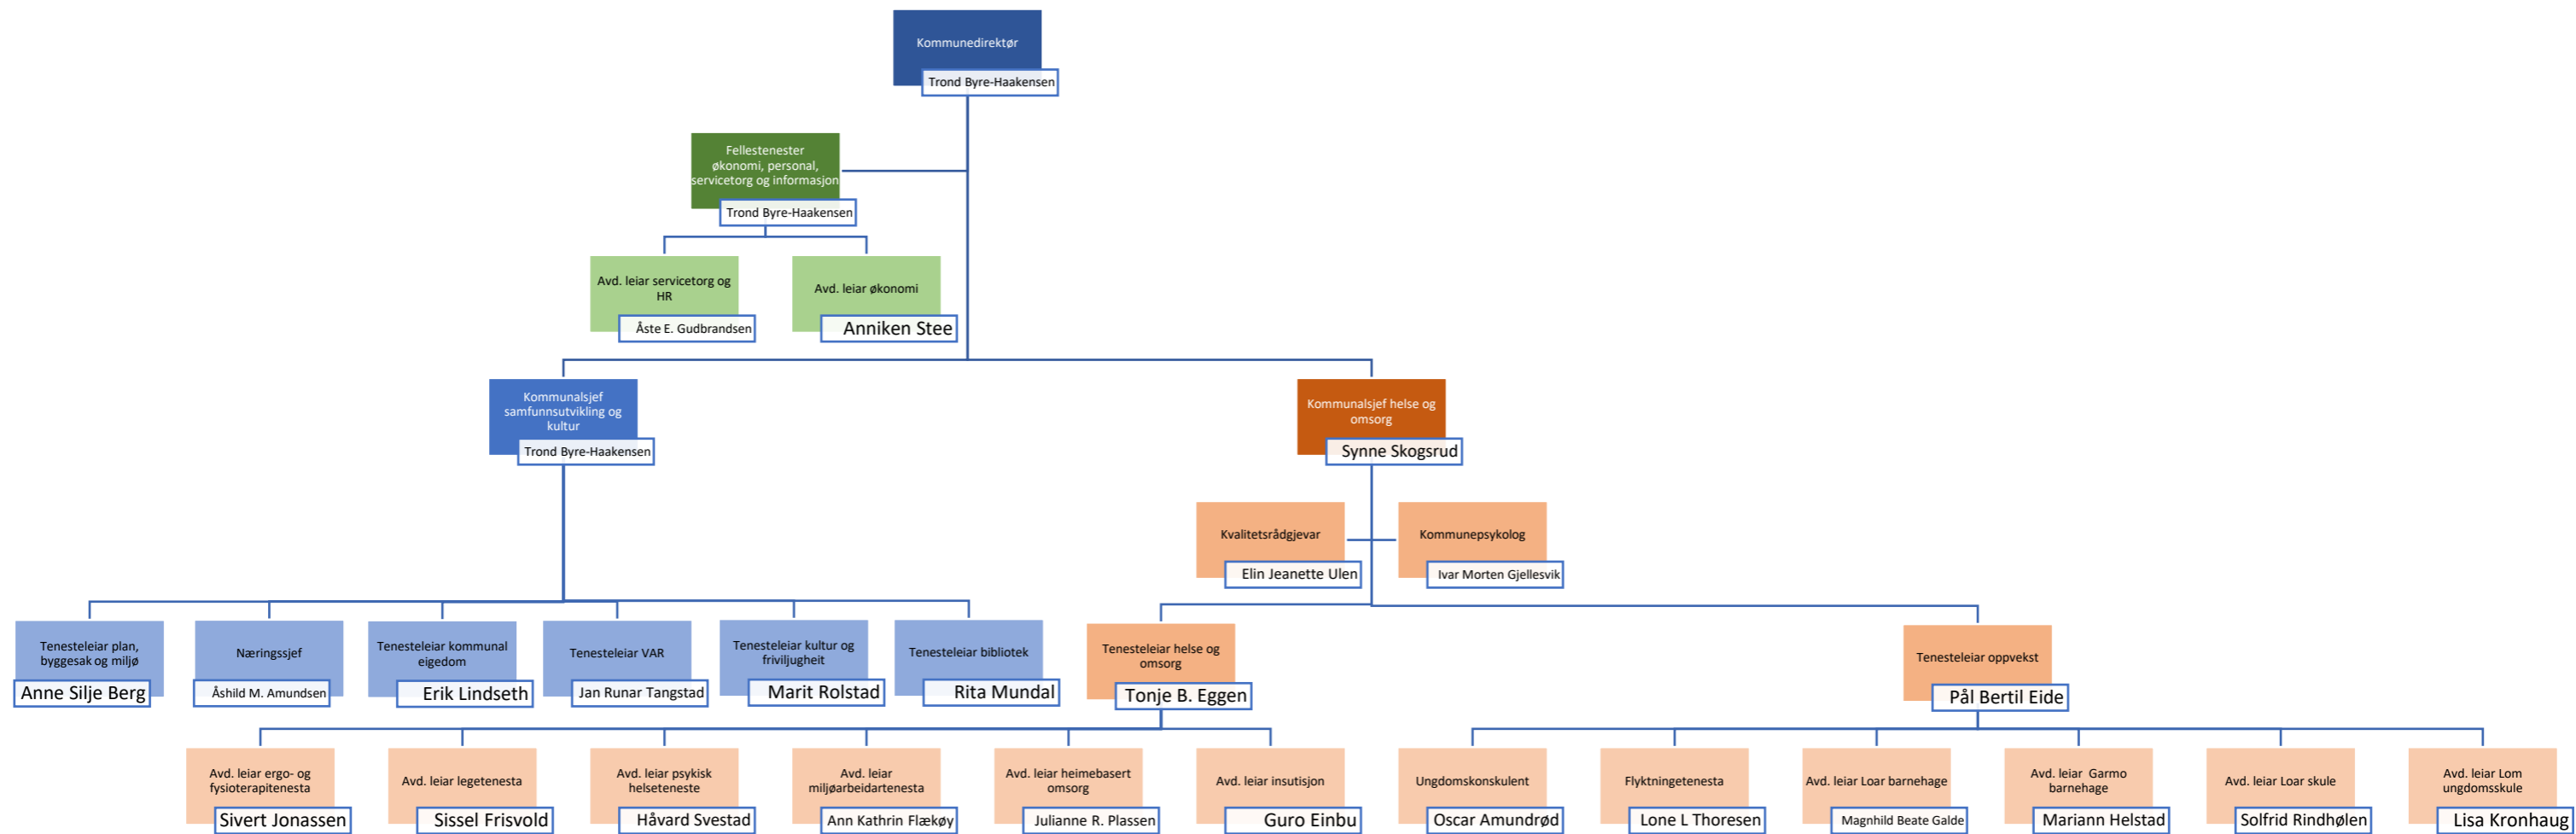 Kommunedirektør
Trond Byre-Haakensen
Fellestenester
økonomi, personal,
servicetorg og informasjon
Trond Byre-Haakensen
Avd. leiar servicetorg og
HR
Åste E. Gudbrandsen
Avd. leiar økonomi
Anniken Stee
Kommunalsjef
samfunnsutvikling og
kultur
Trond Byre-Haakensen
Kommunalsjef helse og
omsorg
Synne Skogsrud
Kvalitetsrådgjevar
Elin Jeanette Ulen
Kommunepsykolog
Ivar Morten Gjellesvik
Tenesteleiar plan,
byggesak og miljø
Anne Silje Berg
Næringssjef
Åshild M. Amundsen
Tenesteleiar kommunal
eigedom
Erik Lindseth
Tenesteleiar VAR
Jan Runar Tangstad
Tenesteleiar kultur og
friviljugheit
Marit Rolstad
Tenesteleiar bibliotek
Rita Mundal
Tenesteleiar helse og
omsorg
Tonje B. Eggen
Tenesteleiar oppvekst
Pål Bertil Eide
Avd. leiar ergo- og
fysioterapitenesta
Sivert Jonassen
Avd. leiar legetenesta
Sissel Frisvold
Avd. leiar psykisk
helseteneste
Håvard Svestad
Avd. leiar
miljøarbeidartenesta
Ann Kathrin Flækøy
Avd. leiar heimebasert
omsorg
Julianne R. Plassen
Avd. leiar insutisjon
Guro Einbu
Ungdomskonskulent
Oscar Amundrød
Flyktningetenesta
Lone L Thoresen
Avd. leiar Loar barnehage
Magnhild Beate Galde
Avd. leiar  Garmo
barnehage
Mariann Helstad
Avd. leiar Loar skule
Solfrid Rindhølen
Avd. leiar Lom
ungdomsskule
Lisa Kronhaug